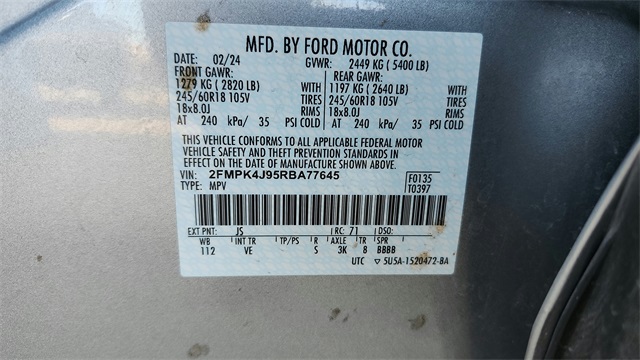 MFD. BY FORD MOTOR CO.
DATE: 02/24 GVWR: 2449 KG (5400 LB)
FRONT GAWR: REAR GAWR:
1279 KG (2820 LB) WITH 1197 KG (2640 LB) WITH
245/60R18 105V TIRES 245/60R18 105V TIRES
18x8.0J RIMS 18x8.0J RIMS
AT 240 kPa/ 35 PSI COLD AT 240 kPa/ 35 PSI COLD
THIS VEHICLE CONFORMS TO ALL APPLICABLE FEDERAL MOTOR
VEHICLE SAFETY AND THEFT PREVENTION STANDARDS IN
EFFECT ON THE DATE OF MANUFACTURE SHOWN ABOVE.
VIN: 2FMPK4J95RBA77645 F0135
TYPE: MPV T0397
EXT PNT: JS RC: 71 DSO:
WB INT TR TP/PS R AXLE TR SPR
112 VE S 3K 8 BBBB
UTC ▽ 5U5A-1520472-BA